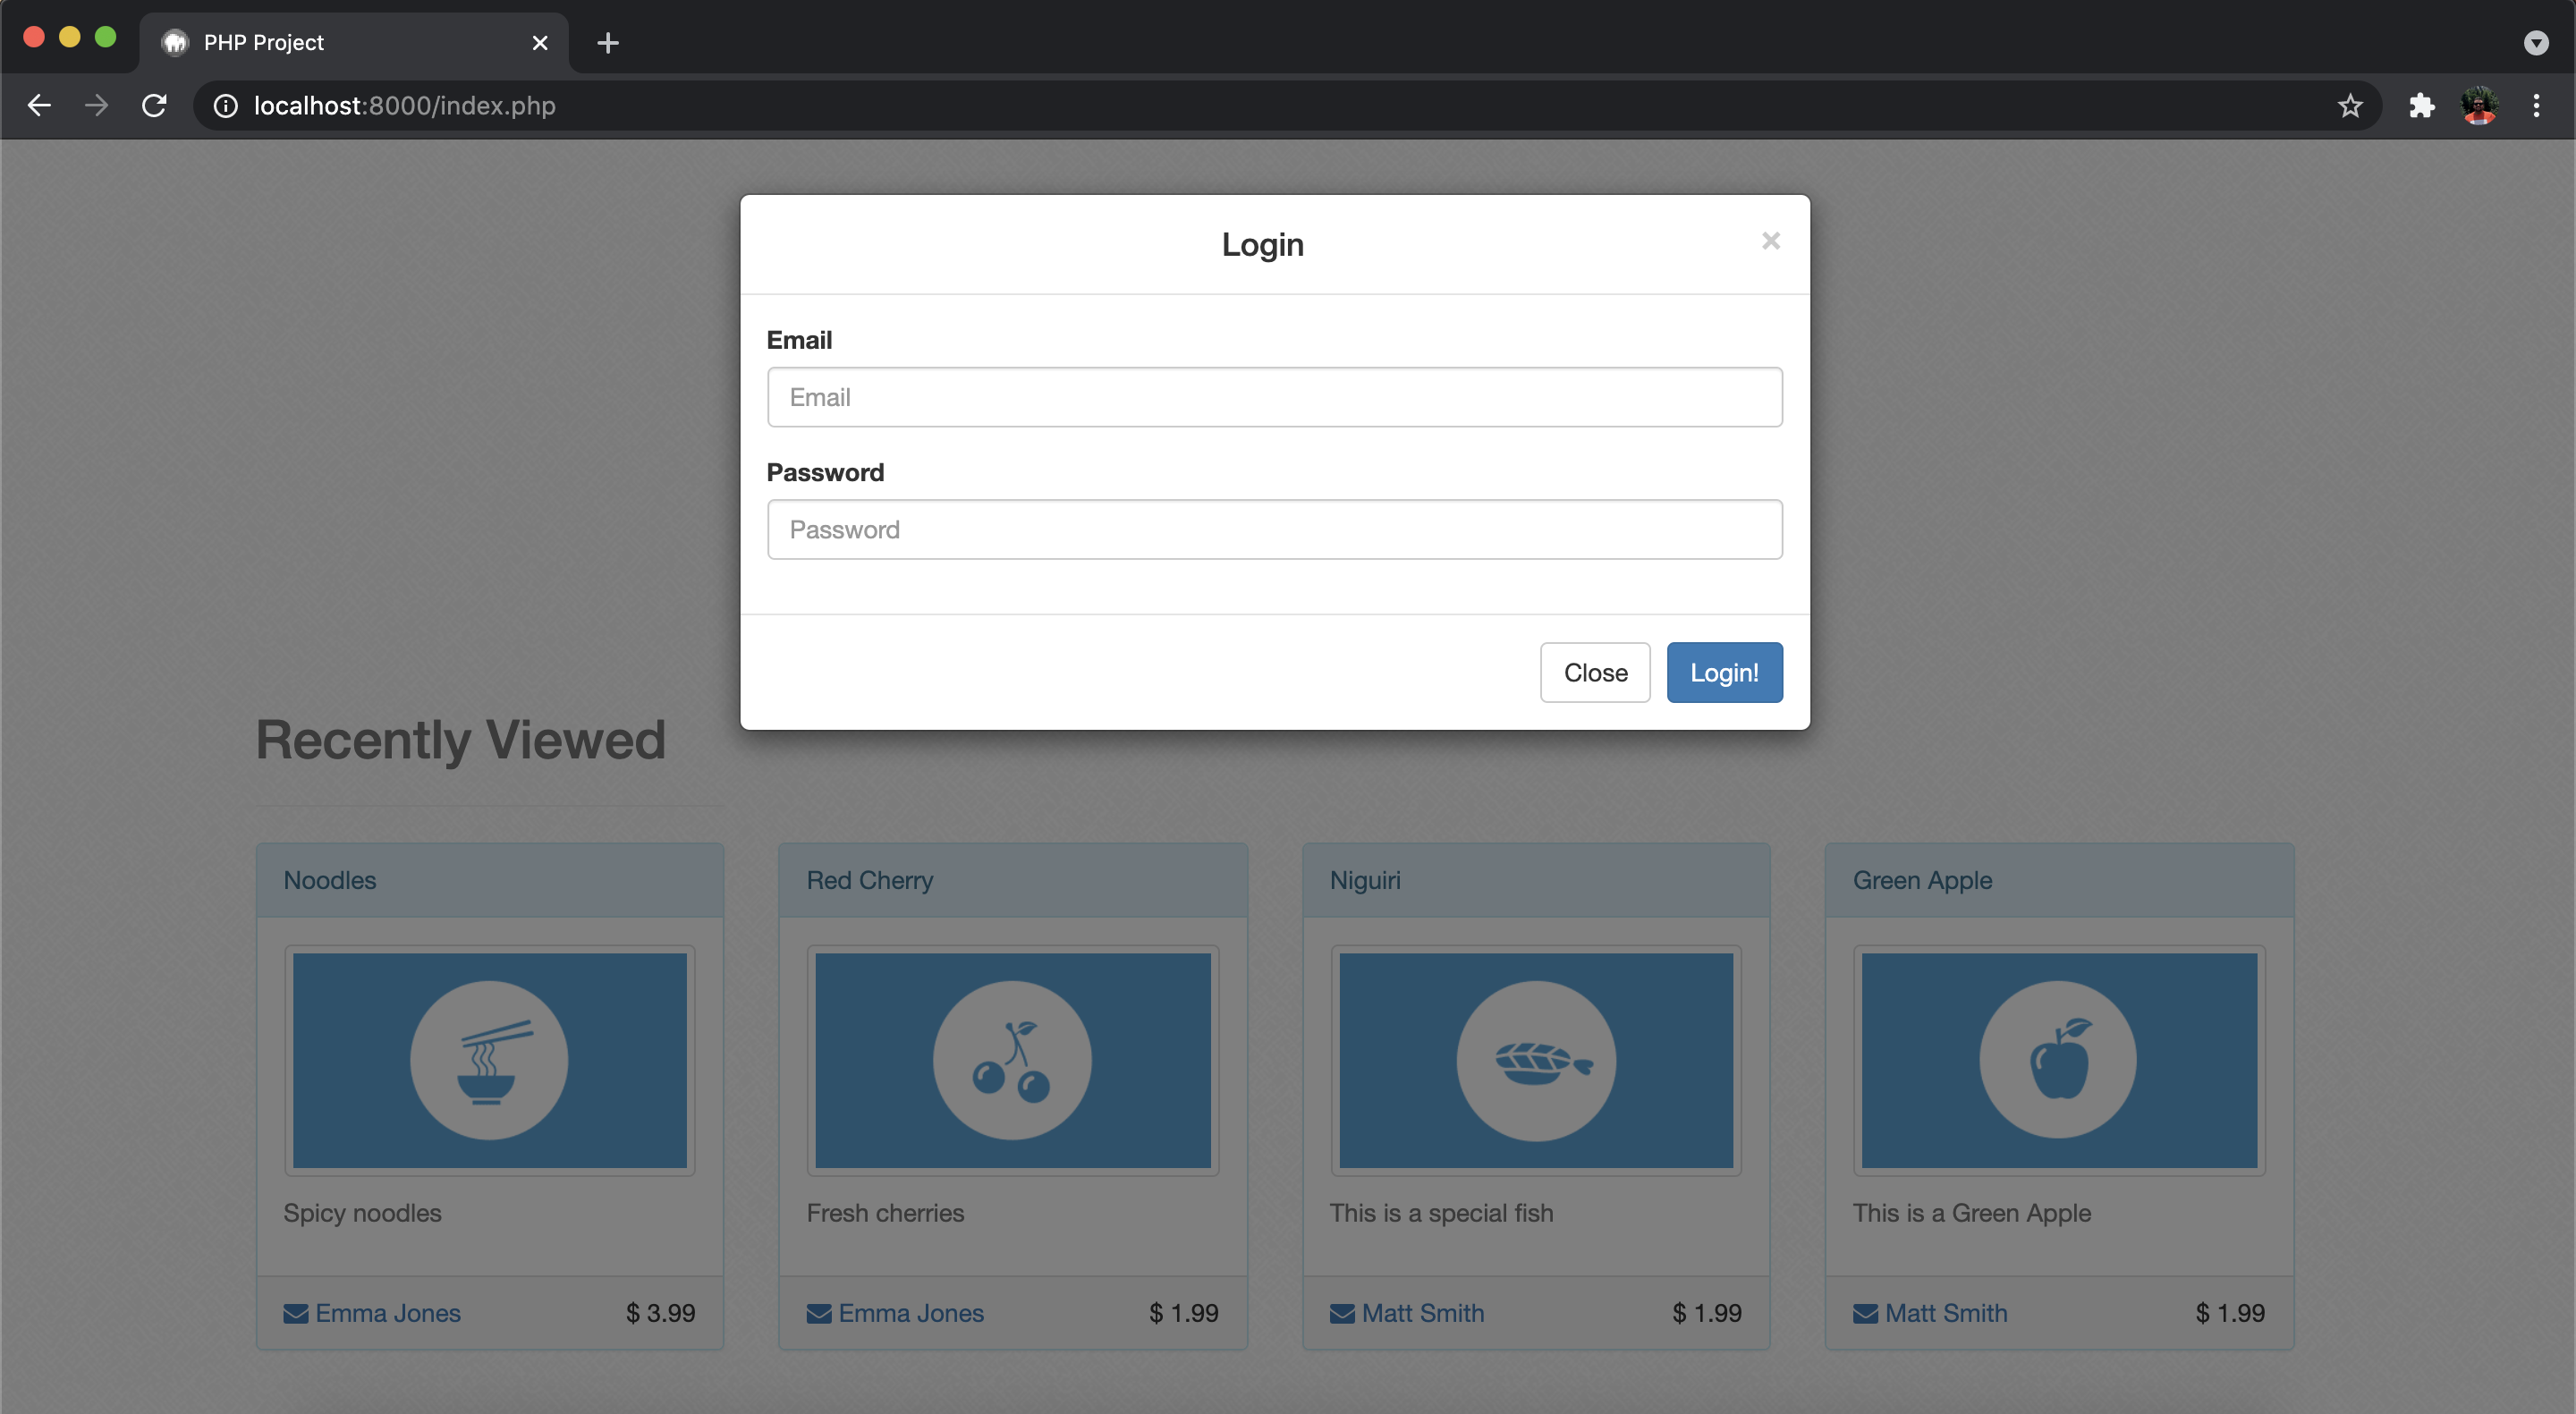 PHP Project
localhost:8000/index.php
Login
×
Email
Email
Password
Password
Close Login!
Recently Viewed
Noodles
Spicy noodles
Emma Jones $ 3.99
Red Cherry
Fresh cherries
Emma Jones $ 1.99
Niguiri
This is a special fish
Matt Smith $ 1.99
Green Apple
This is a Green Apple
Matt Smith $ 1.99